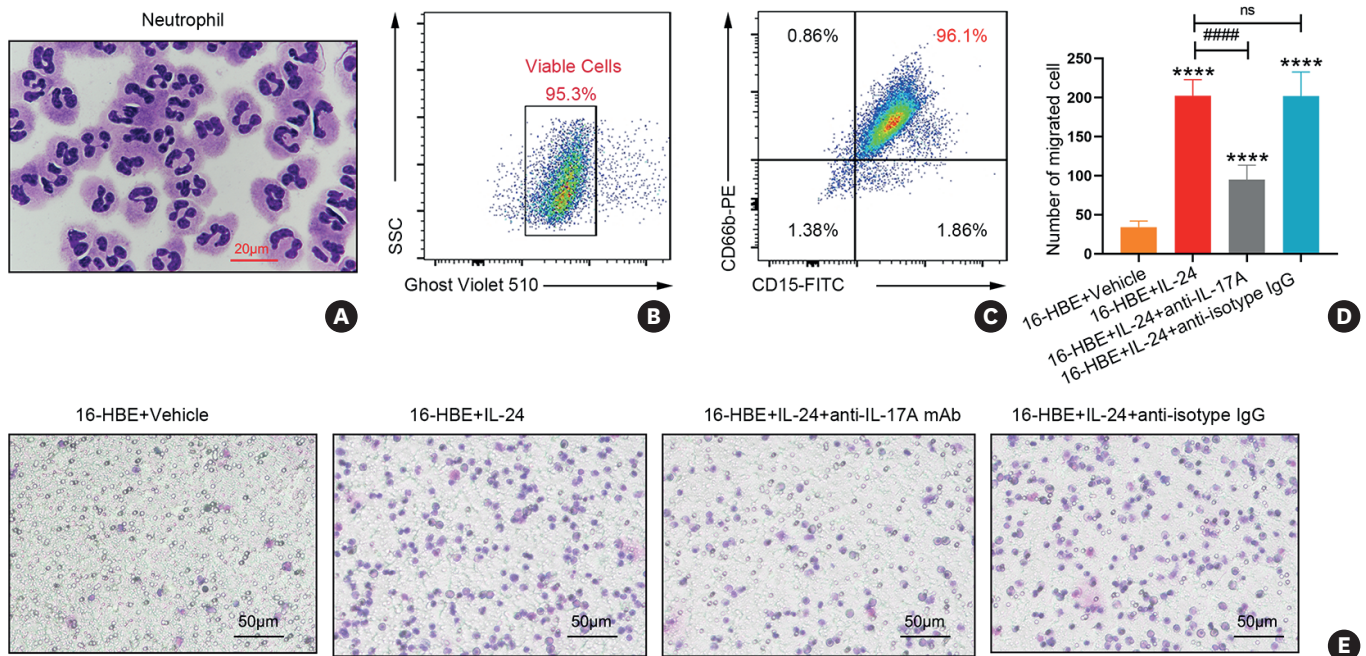 Neutrophil
20μm
A
SSC
Viable Cells
95.3%
Ghost Violet 510
B
CD66b-PE
0.86%
96.1%
1.38%
1.86%
CD15-FITC
C
ns
####
****
****
****
Number of migrated cell
250
200
150
100
50
0
16-HBE+Vehicle
16-HBE+IL-24
16-HBE+IL-24+anti-IL-17A
16-HBE+IL-24+anti-isotype IgG
D
16-HBE+Vehicle
50μm
16-HBE+IL-24
50μm
16-HBE+IL-24+anti-IL-17A mAb
50μm
16-HBE+IL-24+anti-isotype IgG
50μm
E